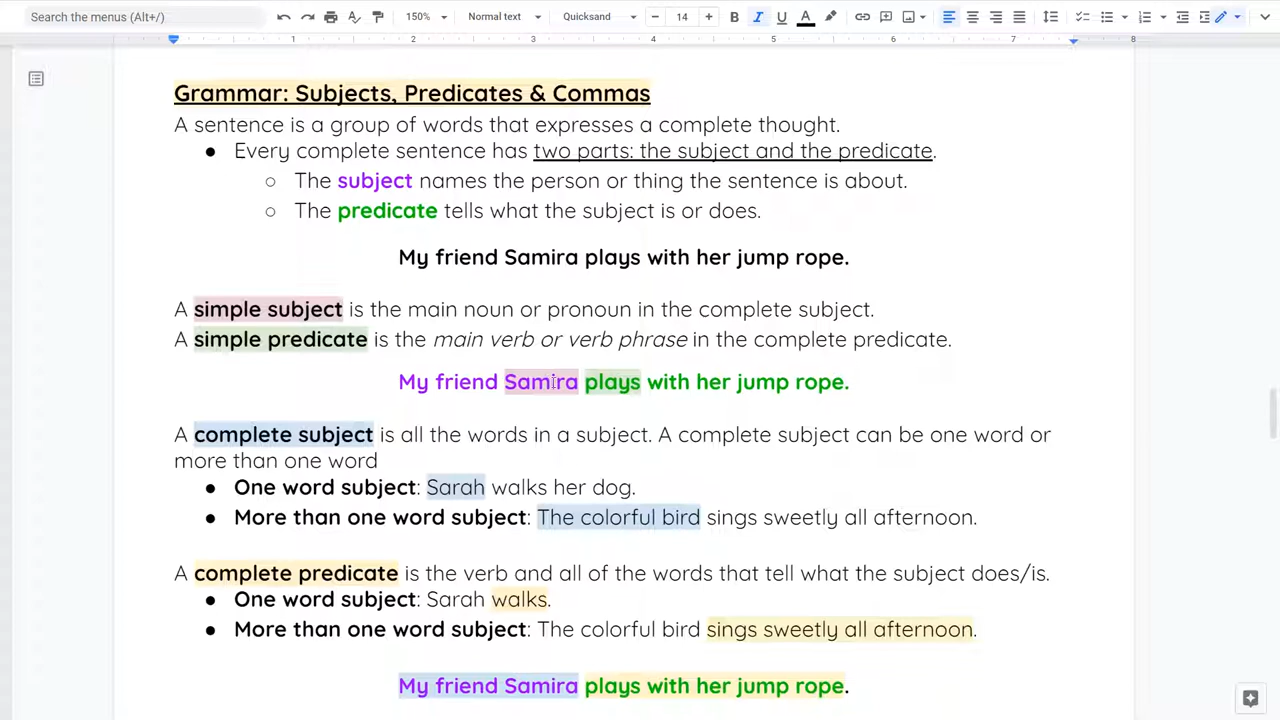 Search the menus (Alt+/) 150% Normal text Quicksand − 14 + B I U A
1 2 3 4 5 6 7 8
Grammar: Subjects, Predicates & Commas
A sentence is a group of words that expresses a complete thought.
● Every complete sentence has two parts: the subject and the predicate.
○ The subject names the person or thing the sentence is about.
○ The predicate tells what the subject is or does.
My friend Samira plays with her jump rope.
A simple subject is the main noun or pronoun in the complete subject.
A simple predicate is the main verb or verb phrase in the complete predicate.
My friend Samira plays with her jump rope.
A complete subject is all the words in a subject. A complete subject can be one word or
more than one word
● One word subject: Sarah walks her dog.
● More than one word subject: The colorful bird sings sweetly all afternoon.
A complete predicate is the verb and all of the words that tell what the subject does/is.
● One word subject: Sarah walks.
● More than one word subject: The colorful bird sings sweetly all afternoon.
My friend Samira plays with her jump rope.